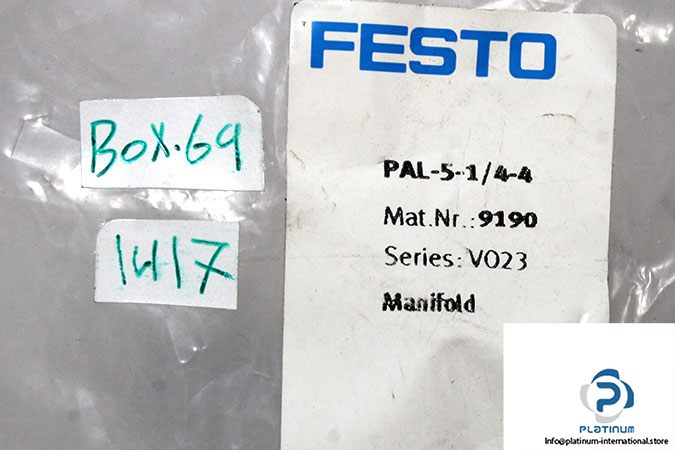 FESTO
BOX.69
1417
PAL-5-1/4-4
Mat.Nr.: 9190
Series: VO23
Manifold
PLATINUM
Info@platinum-international.store